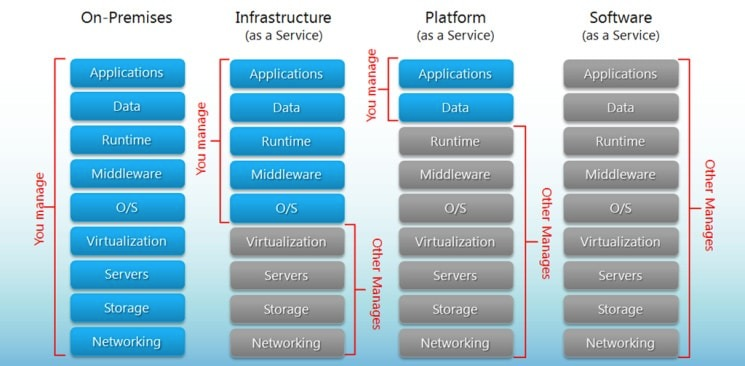 On-Premises
Applications
Data
Runtime
Middleware
O/S
Virtualization
Servers
Storage
Networking
You manage
Infrastructure
(as a Service)
Applications
Data
Runtime
Middleware
O/S
Virtualization
Servers
Storage
Networking
You manage
Other Manages
Platform
(as a Service)
Applications
Data
Runtime
Middleware
O/S
Virtualization
Servers
Storage
Networking
You manage
Other Manages
Software
(as a Service)
Applications
Data
Runtime
Middleware
O/S
Virtualization
Servers
Storage
Networking
Other Manages